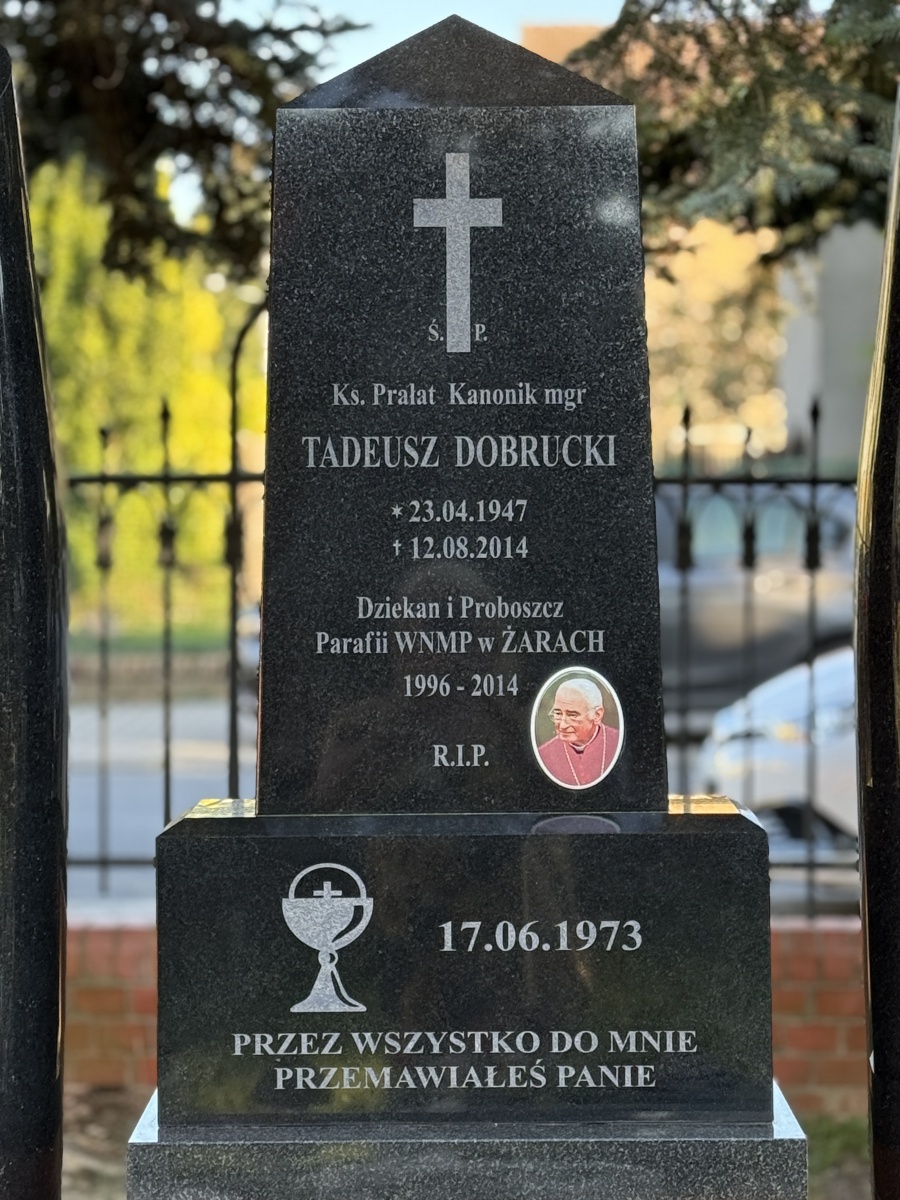 Ś. P.
Ks. Prałat Kanonik mgr
TADEUSZ DOBRUCKI
* 23.04.1947
† 12.08.2014
Dziekan i Proboszcz
Parafii WNMP w ŻARACH
1996 - 2014
R.I.P.
17.06.1973
PRZEZ WSZYSTKO DO MNIE
PRZEMAWIAŁEŚ PANIE